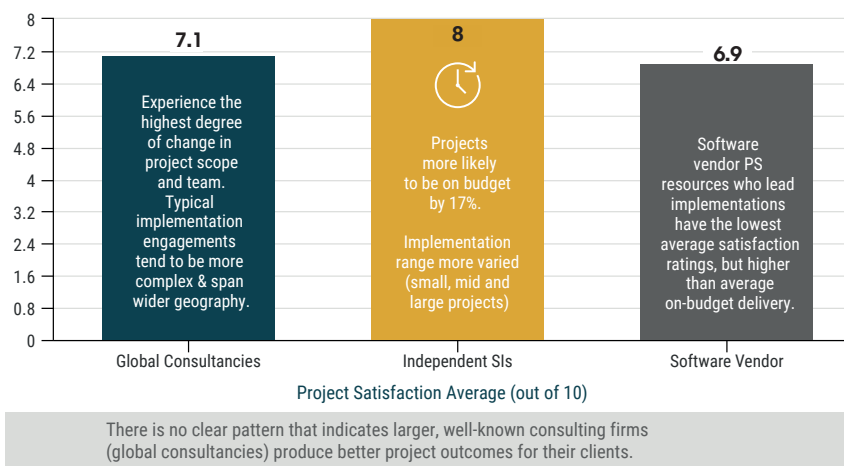 8
7.2
6.4
5.6
4.8
4
3.2
2.4
1.6
0.8
0
7.1
Experience the
highest degree
of change in
project scope
and team.
Typical
implementation
engagements
tend to be more
complex & span
wider geography.
8
Projects
more likely
to be on budget
by 17%.
Implementation
range more varied
(small, mid and
large projects)
6.9
Software
vendor PS
resources who lead
implementations
have the lowest
average satisfaction
ratings, but higher
than average
on-budget delivery.
Global Consultancies
Independent SIs
Software Vendor
Project Satisfaction Average (out of 10)
There is no clear pattern that indicates larger, well-known consulting firms
(global consultancies) produce better project outcomes for their clients.